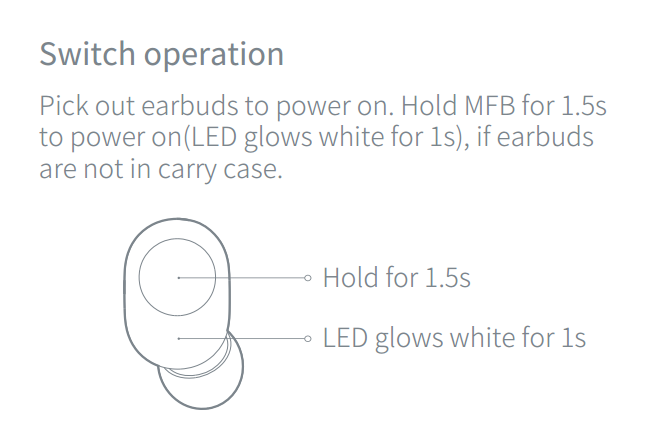 Switch operation
Pick out earbuds to power on. Hold MFB for 1.5s
to power on(LED glows white for 1s), if earbuds
are not in carry case.
Hold for 1.5s
LED glows white for 1s